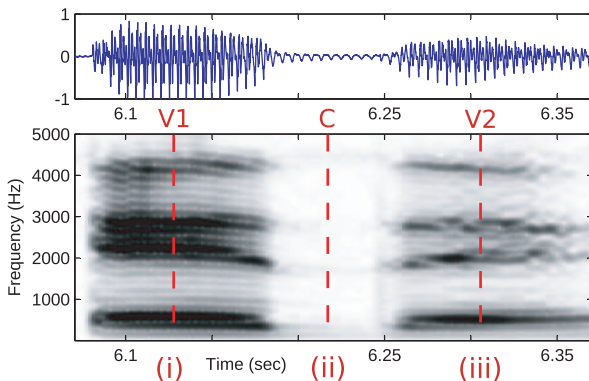 1
0
-1
6.1 6.25 6.35
V1 C V2
5000
4000
3000
2000
1000
Frequency (Hz)
6.1 6.25 6.35
Time (sec)
(i) (ii) (iii)